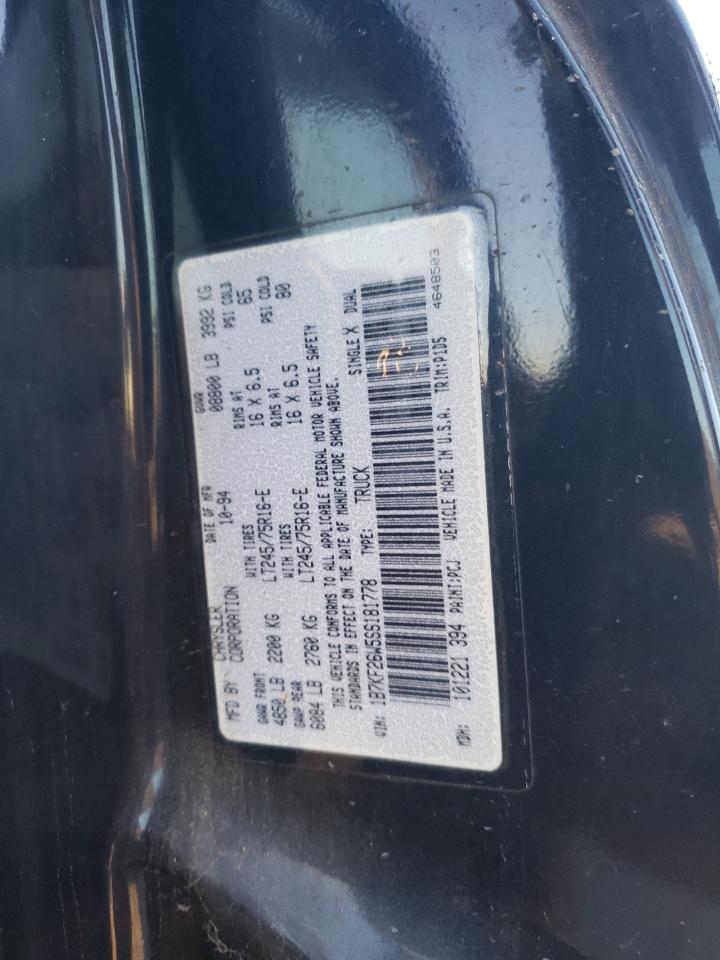 MFD BY CHRYSLER CORPORATION DATE OF MFR 10-94 GVWR 08800 LB 3992 KG
GAWR FRONT WITH TIRES RIMS AT PSI COLD
4850 LB 2200 KG LT245/75R16-E 16 X 6.5 65
GAWR REAR WITH TIRES RIMS AT PSI COLD
6084 LB 2760 KG LT245/75R16-E 16 X 6.5 80
THIS VEHICLE CONFORMS TO ALL APPLICABLE FEDERAL MOTOR VEHICLE SAFETY
STANDARDS IN EFFECT ON THE DATE OF MANUFACTURE SHOWN ABOVE.
VIN: 1B7KF26W5SS181778 TYPE: TRUCK SINGLE X DUAL
MDH: 101221 394 PAINT:PCJ VEHICLE MADE IN U.S.A. TRIM:P1D5 4648503